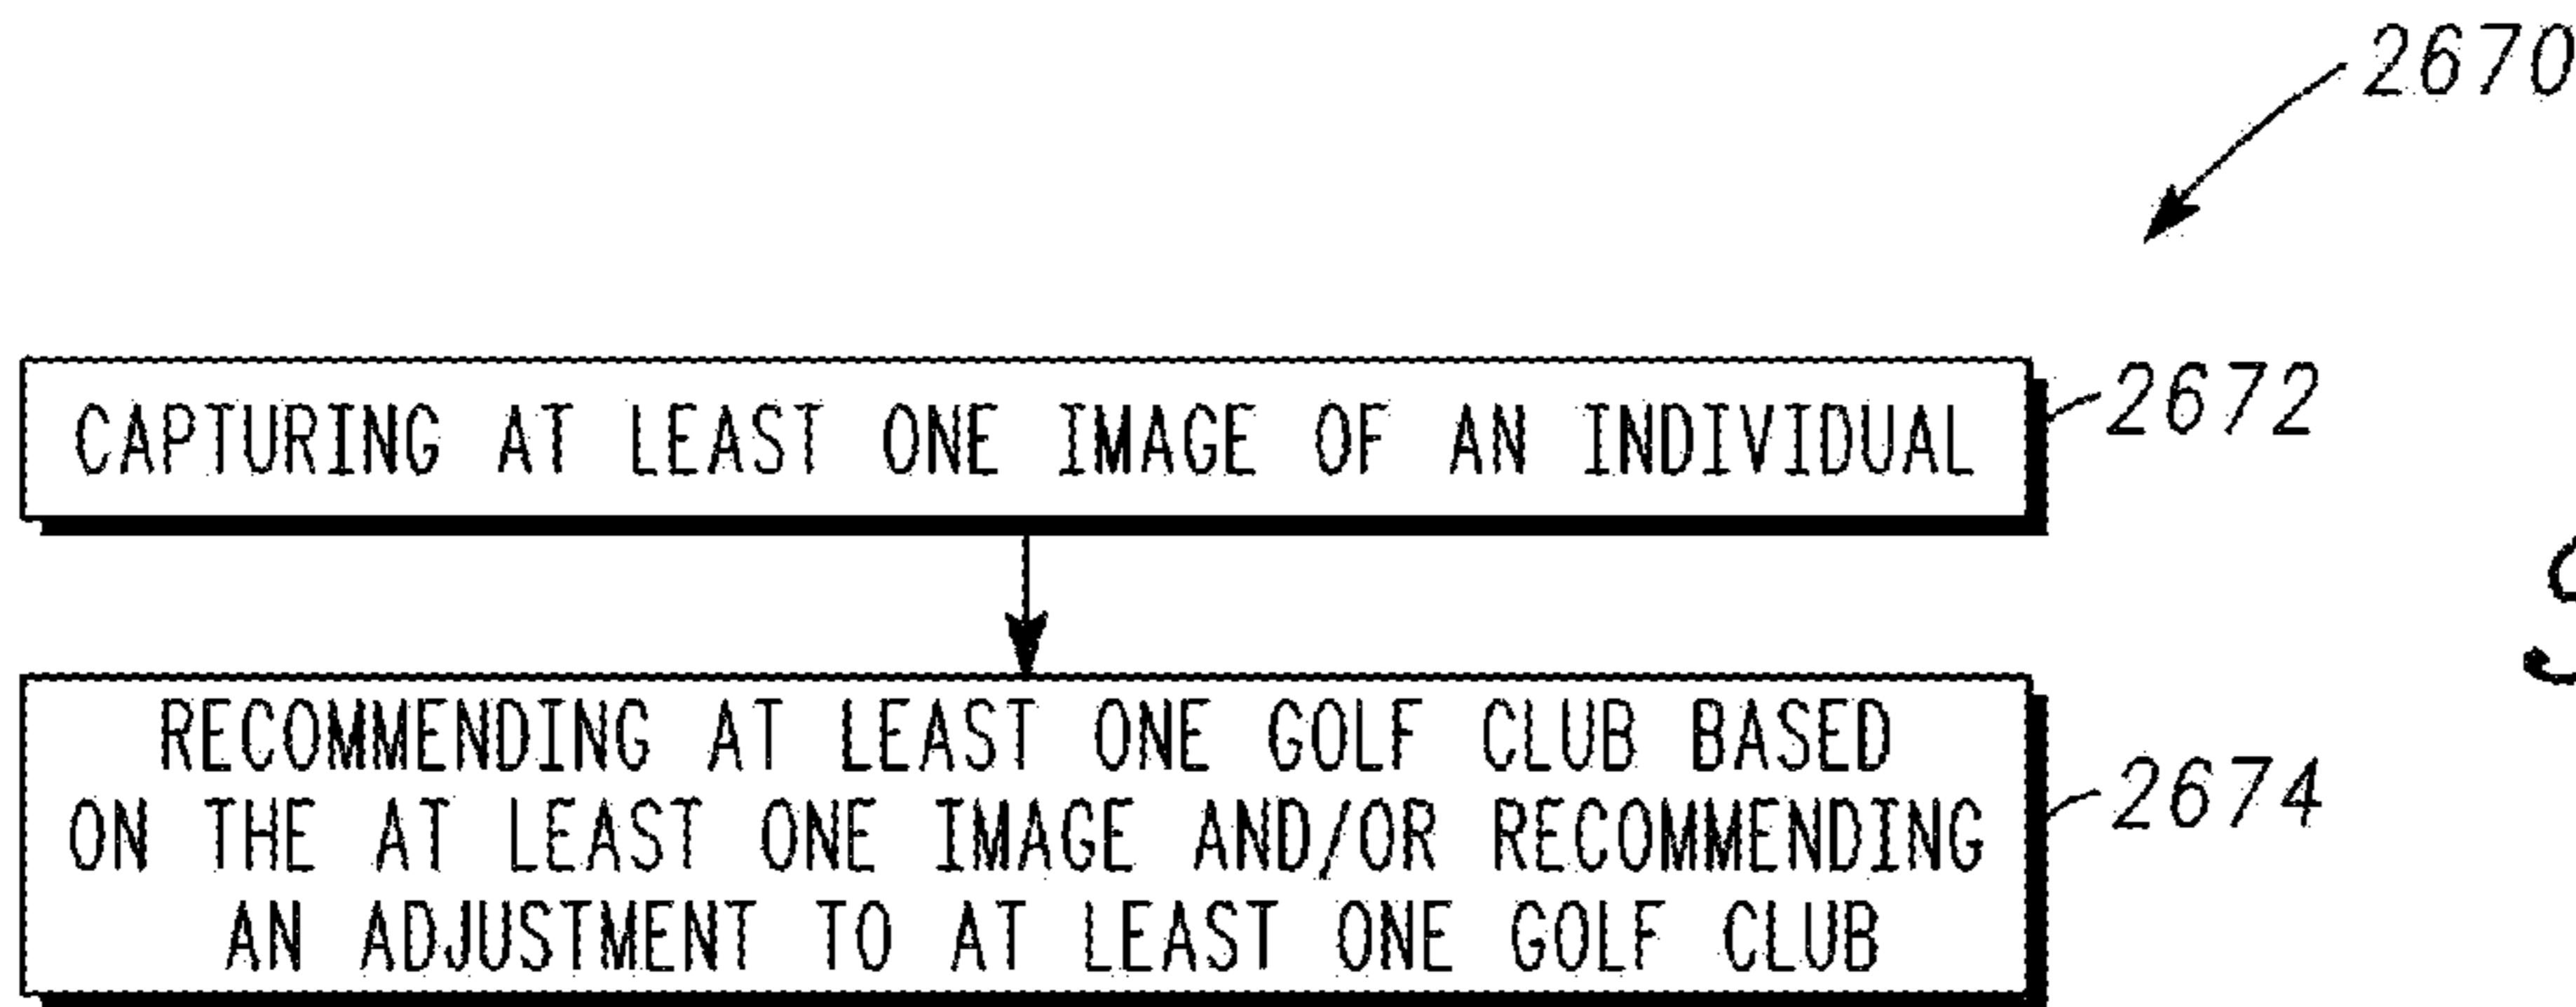 2670
CAPTURING AT LEAST ONE IMAGE OF AN INDIVIDUAL
2672
RECOMMENDING AT LEAST ONE GOLF CLUB BASED
ON THE AT LEAST ONE IMAGE AND/OR RECOMMENDING
AN ADJUSTMENT TO AT LEAST ONE GOLF CLUB
2674